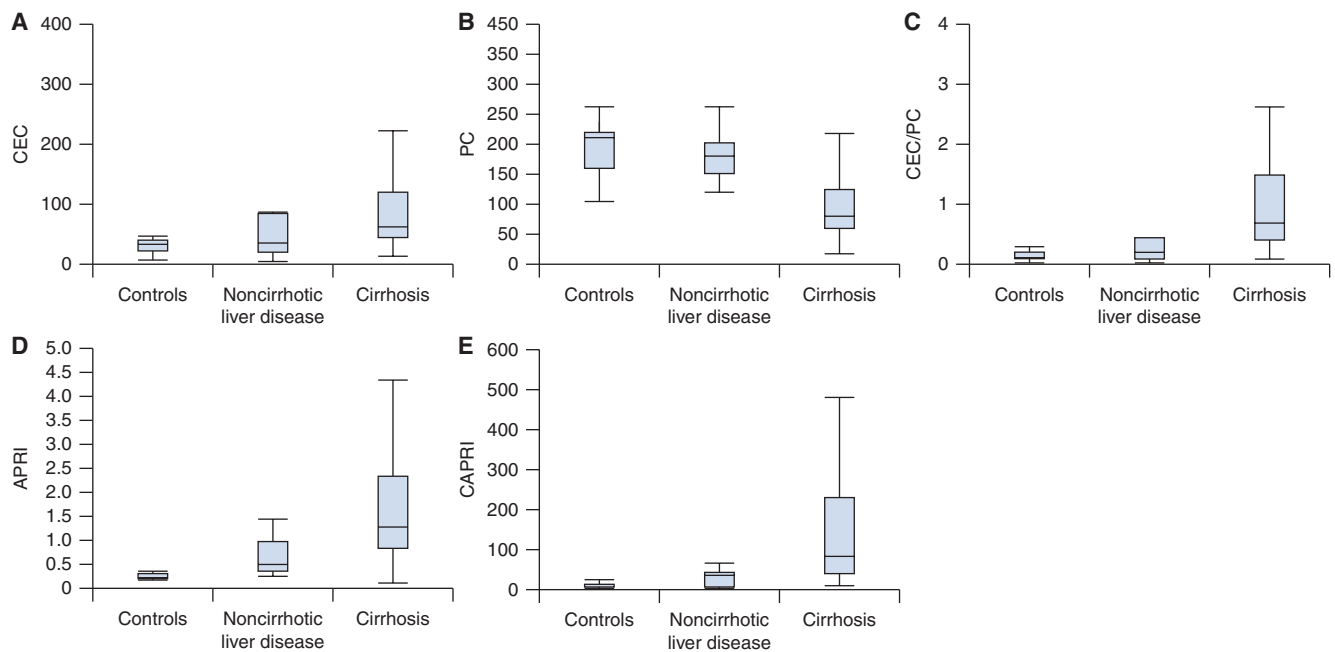 A
400
300
200
100
0
CEC
Controls
Noncirrhotic
liver disease
Cirrhosis
B
450
400
350
300
250
200
150
100
50
0
PC
Controls
Noncirrhotic
liver disease
Cirrhosis
C
4
3
2
1
0
CEC/PC
Controls
Noncirrhotic
liver disease
Cirrhosis
D
5.0
4.5
4.0
3.5
3.0
2.5
2.0
1.5
1.0
0.5
0
APRI
Controls
Noncirrhotic
liver disease
Cirrhosis
E
600
500
400
300
200
100
0
CAPRI
Controls
Noncirrhotic
liver disease
Cirrhosis